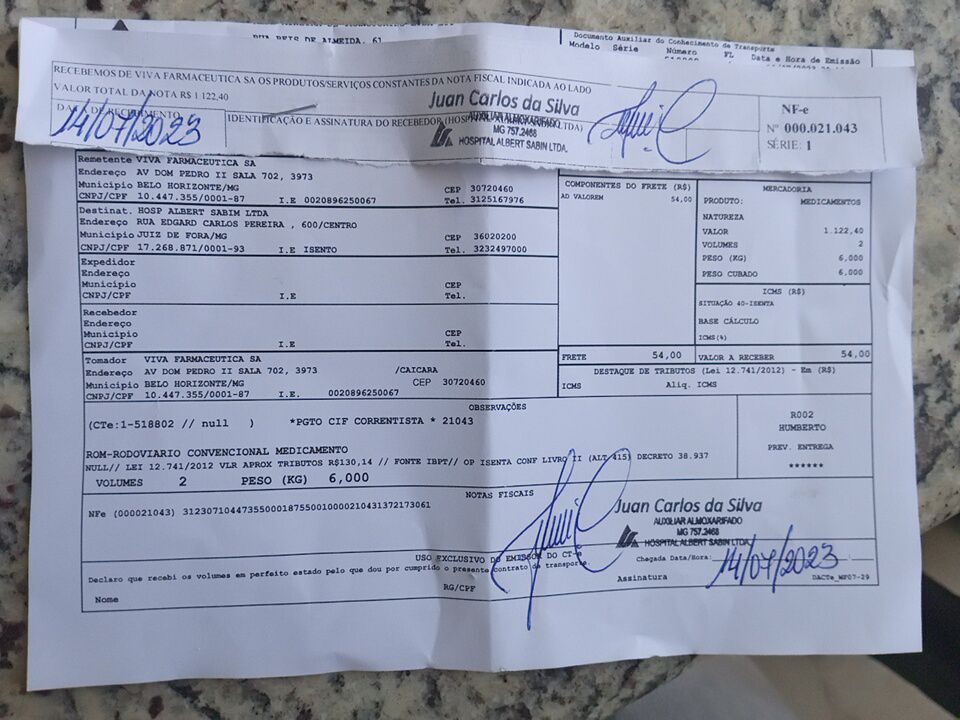 RUA REIS DE ALMEIDA, 61
Documento Auxiliar do Conhecimento de Transporte
Modelo Série Número FL Data e Hora de Emissão
RECEBEMOS DE VIVA FARMACEUTICA SA OS PRODUTOS/SERVIÇOS CONSTANTES DA NOTA FISCAL INDICADA AO LADO
VALOR TOTAL DA NOTA R$ 1.122,40
DATA DE RECEBIMENTO
14/07/2023
IDENTIFICAÇÃO E ASSINATURA DO RECEBEDOR (HOSPITAL ALBERT SABIM LTDA)
Juan Carlos da Silva
AUXILIAR ALMOXARIFADO
MG 757.2468
HOSPITAL ALBERT SABIN LTDA.
NF-e
Nº 000.021.043
SÉRIE: 1
Remetente VIVA FARMACEUTICA SA
Endereço AV DOM PEDRO II SALA 702, 3973
Municipio BELO HORIZONTE/MG CEP 30720460
CNPJ/CPF 10.447.355/0001-87 I.E 0020896250067 Tel. 3125167976
Destinat. HOSP ALBERT SABIM LTDA
Endereço RUA EDGARD CARLOS PEREIRA , 600/CENTRO
Municipio JUIZ DE FORA/MG CEP 36020200
CNPJ/CPF 17.268.871/0001-93 I.E ISENTO Tel. 3232497000
Expedidor
Endereço
Municipio CEP
CNPJ/CPF I.E Tel.
Recebedor
Endereço
Municipio CEP
CNPJ/CPF I.E Tel.
Tomador VIVA FARMACEUTICA SA
Endereço AV DOM PEDRO II SALA 702, 3973 /CAICARA
Municipio BELO HORIZONTE/MG CEP 30720460
CNPJ/CPF 10.447.355/0001-87 I.E. 0020896250067
COMPONENTES DO FRETE (R$)
AD VALOREM 54,00
FRETE 54,00
MERCADORIA
PRODUTO: MEDICAMENTOS
NATUREZA
VALOR 1.122,40
VOLUMES 2
PESO (KG) 6,000
PESO CUBADO 6,000
ICMS (R$)
SITUAÇÃO 40-ISENTA
BASE CÁLCULO
ICMS(%)
VALOR A RECEBER 54,00
DESTAQUE DE TRIBUTOS (Lei 12.741/2012) - Em (R$)
ICMS Aliq. ICMS
OBSERVAÇÕES
(CTe:1-518802 // null ) *PGTO CIF CORRENTISTA * 21043
ROM-RODOVIARIO CONVENCIONAL MEDICAMENTO
NULL// LEI 12.741/2012 VLR APROX TRIBUTOS R$130,14 // FONTE IBPT// OP ISENTA CONF LIVRO II (ALT 415) DECRETO 38.937
VOLUMES 2 PESO (KG) 6,000
R002
HUMBERTO
PREV. ENTREGA
******
NOTAS FISCAIS
NFe (000021043) 31230710447355000187550010000210431372173061
Juan Carlos da Silva
AUXILIAR ALMOXARIFADO
MG 757.2468
HOSPITAL ALBERT SABIN LTDA.
USO EXCLUSIVO DO EMISSOR DO CT-e
Declaro que recebi os volumes em perfeito estado pelo que dou por cumprido o presente contrato de transporte.
Chegada Data/Hora: 14/07/2023
Nome RG/CPF Assinatura DACTe_MF07-29